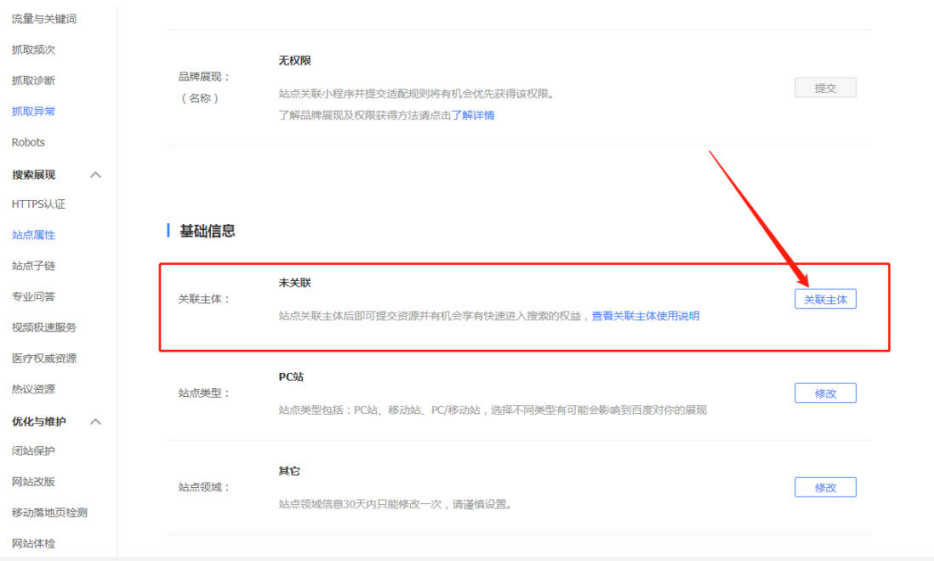 流量与关键词
抓取频次
抓取诊断
抓取异常
Robots
搜索展现
HTTPS认证
站点属性
站点子链
专业问答
视频极速服务
医疗权威资源
热议资源
优化与维护
闭站保护
网站改版
移动落地页检测
网站体检
品牌展现：
（名称）
无权限
站点关联小程序并提交适配规则将有机会优先获得该权限。
了解品牌展现及权限获得方法请点击了解详情
提交
基础信息
关联主体：
未关联
站点关联主体后即可提交资源并有机会享有快速进入搜索的权益，查看关联主体使用说明
关联主体
站点类型：
PC站
站点类型包括：PC站、移动站、PC/移动站，选择不同类型有可能会影响到百度对你的展现
修改
站点领域：
其它
站点领域信息30天内只能修改一次，请谨慎设置。
修改